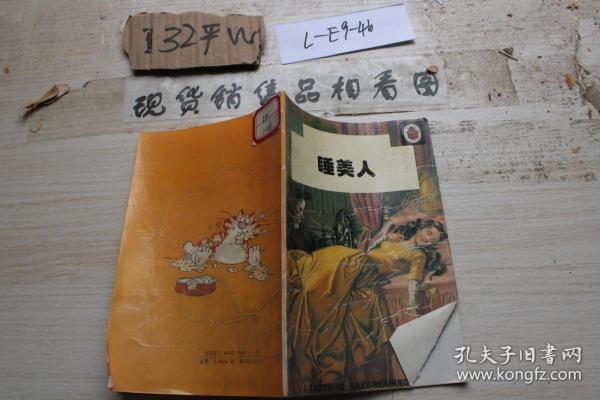 132平W
L-E9-46
现货销售品相看图
睡美人
A LADYBIRD 'EASY-READING'
孔夫子旧书网
www.kongfz.com